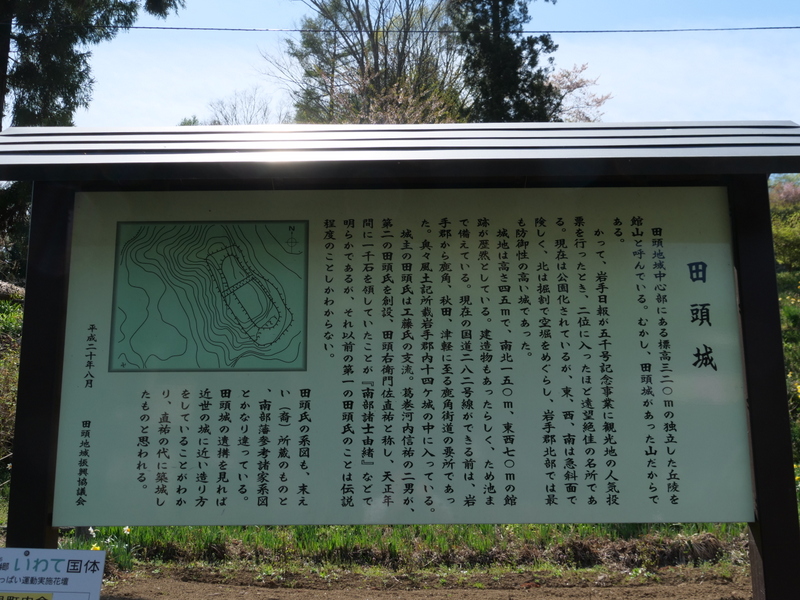 田頭城
田頭地域中心部にある標高三二〇mの独立した丘陵を
館山と呼んでいる。むかし、田頭城があった山だからで
ある。
かって、岩手日報が五千号記念事業に観光地の人気投
票を行ったとき、二位に入ったほど遠望絶佳の名所であ
る。現在は公園化されているが、東、西、南は急斜面で
険しく、北は掘割で空堀をめぐらし、岩手郡北部では最
も防御性の高い城であった。
城地は高さ四五mで、南北一五〇m、東西七〇mの館
跡が歴然としている。建造物もあったらしく、ため池ま
で備えている。現在の国道二八二号線ができる前は、岩
手郡から鹿角、秋田、津軽に至る鹿角街道の要所であっ
た。奥々風土記所載岩手郡内十四ケ城の中に入っている。
城主の田頭氏は工藤氏の支流。葛巻河内信祐の二男が、
第二の田頭氏を創設、田頭右衛門佐直祐と称し、天正年
間に一千石を領していたことが『南部諸士由緒』などで
明らかであるが、それ以前の第一の田頭氏のことは伝説
程度のことしかわからない。
田頭氏の系図も、末え
い（裔）所蔵のものと
、南部藩参考諸家系図
とかなり違っている。
田頭城の遺構を見れば
近世の城に近い造り方
をしていることがわか
り、直祐の代に築城し
たものと思われる。
平成二十年八月 田頭地域振興協議会
N
郷 いわて国体
っぱい運動実施花壇